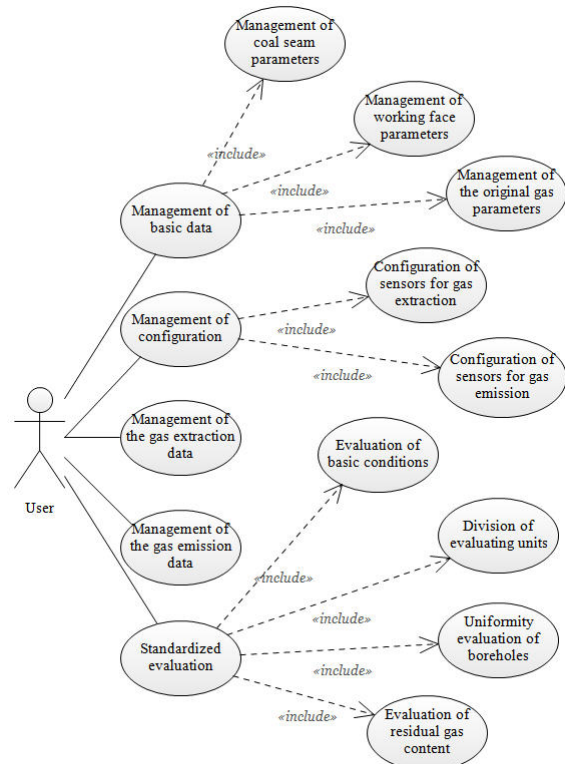 Management of
coal seam
parameters
Management of
working face
parameters
«include»
«include»
Management of
the original gas
parameters
Management of
basic data
«include»
Configuration of
sensors for gas
extraction
Management of
configuration
«include»
«include»
Configuration of
sensors for gas
emission
Management of
the gas extraction
data
Evaluation of
basic conditions
User
Management of
the gas emission
data
Division of
evaluating units
«include»
«include»
Standardized
evaluation
Uniformity
evaluation of
boreholes
«include»
«include»
Evaluation of
residual gas
content